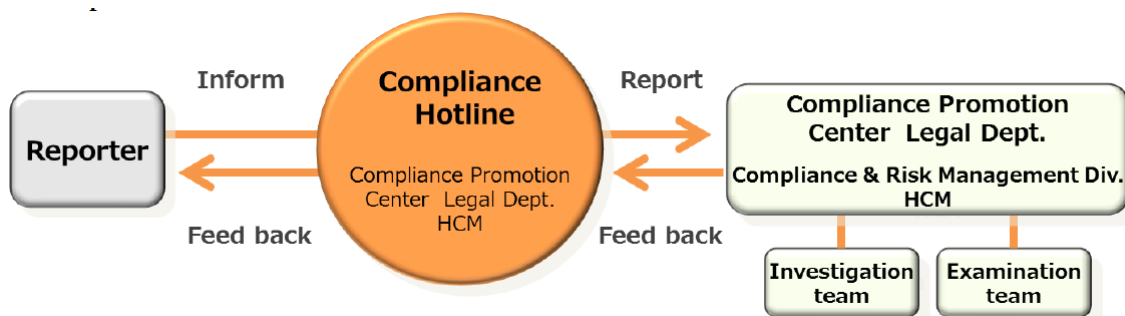 Inform
Reporter
Feed back
Compliance
Hotline
Compliance Promotion
Center Legal Dept.
HCM
Report
Feed back
Compliance Promotion
Center Legal Dept.
Compliance & Risk Management Div.
HCM
Investigation
team
Examination
team